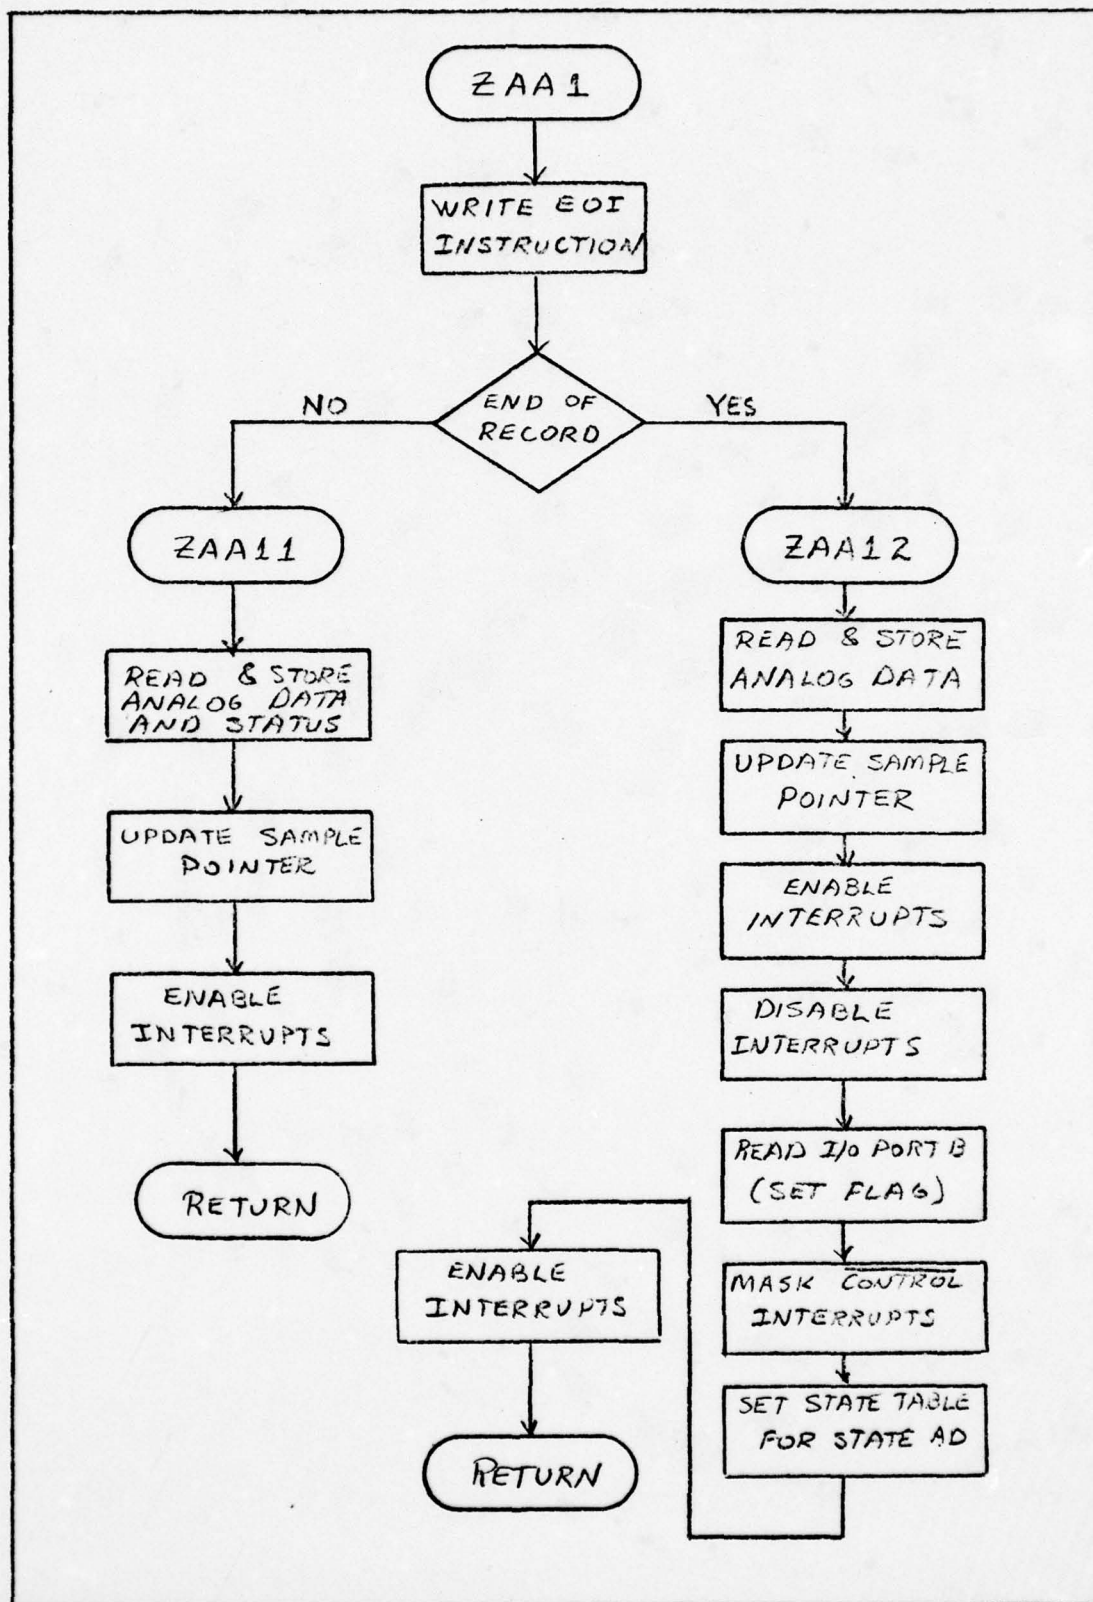 ZAA1
WRITE EOI
INSTRUCTION
END OF
RECORD
NO
YES
ZAA11
READ & STORE
ANALOG DATA
AND STATUS
UPDATE SAMPLE
POINTER
ENABLE
INTERRUPTS
RETURN
ZAA12
READ & STORE
ANALOG DATA
UPDATE SAMPLE
POINTER
ENABLE
INTERRUPTS
DISABLE
INTERRUPTS
READ I/O PORT B
(SET FLAG)
MASK C̅O̅N̅T̅R̅O̅L̅
INTERRUPTS
SET STATE TABLE
FOR STATE AD
ENABLE
INTERRUPTS
RETURN